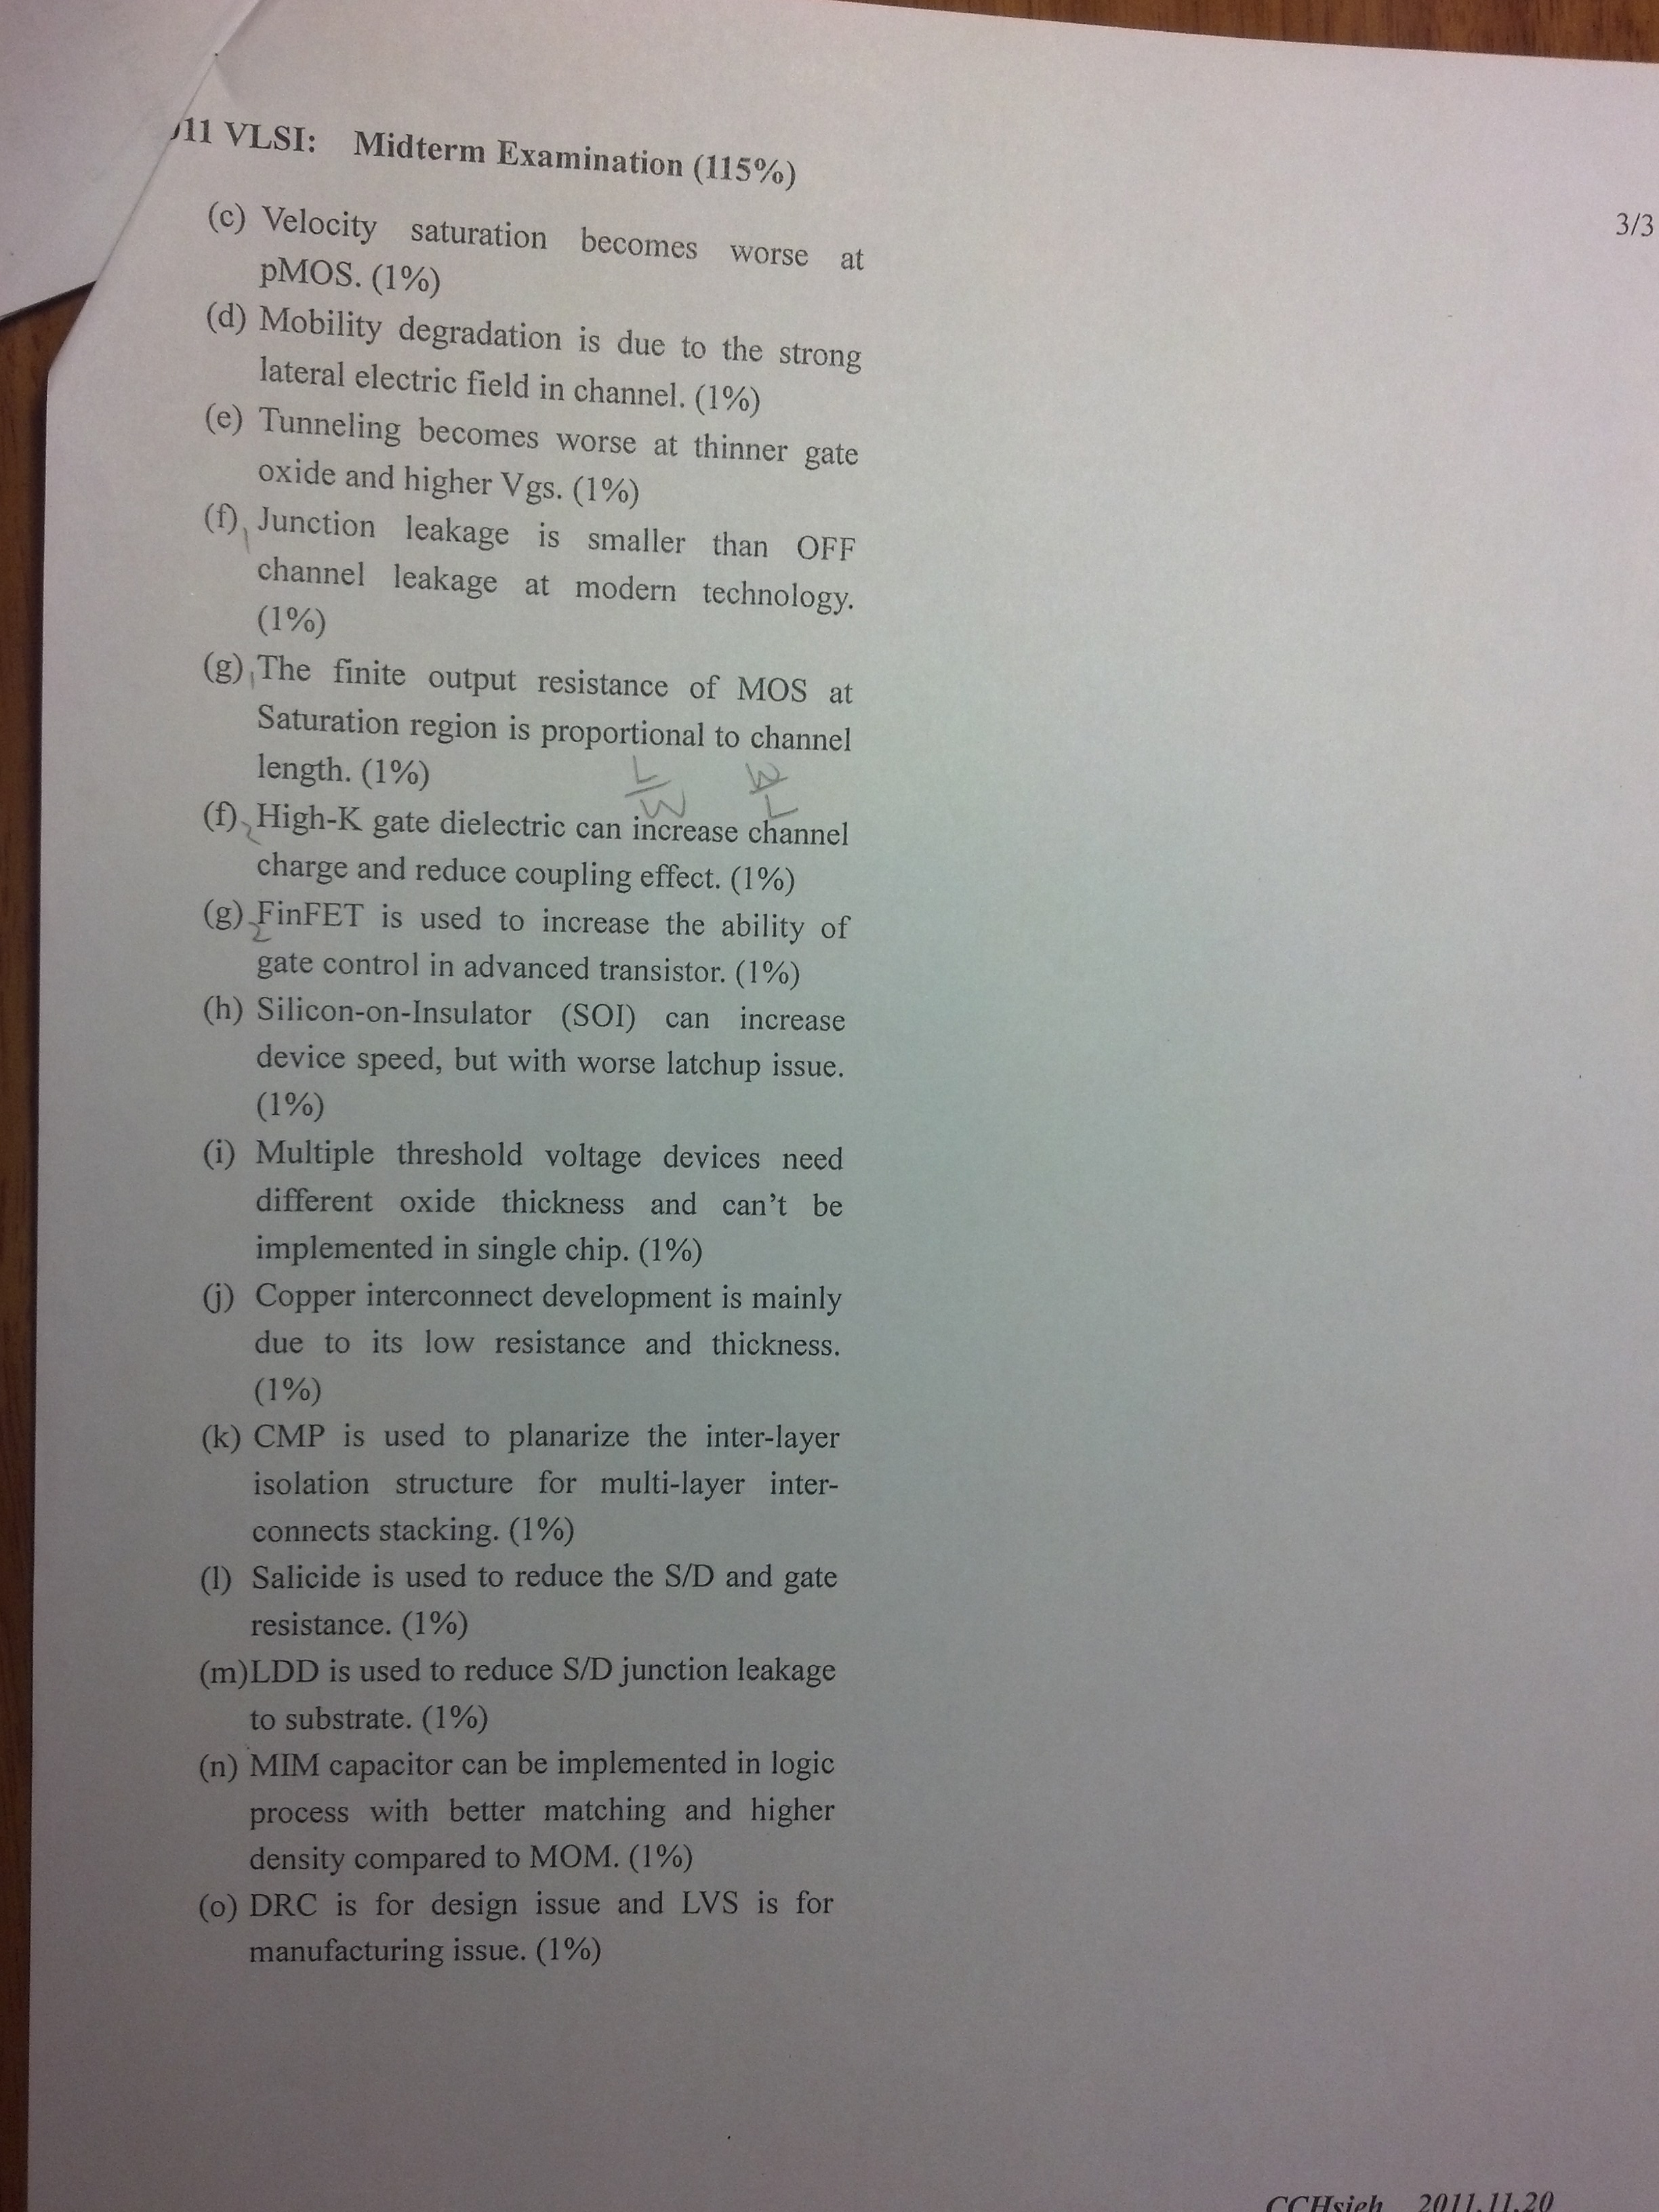 11 VLSI: Midterm Examination (115%)
3/3
(c) Velocity saturation becomes worse at
pMOS. (1%)
(d) Mobility degradation is due to the strong
lateral electric field in channel. (1%)
(e) Tunneling becomes worse at thinner gate
oxide and higher Vgs. (1%)
(f)1 Junction leakage is smaller than OFF
channel leakage at modern technology.
(1%)
(g)1 The finite output resistance of MOS at
Saturation region is proportional to channel
length. (1%)
L W
W L
(f)2 High-K gate dielectric can increase channel
charge and reduce coupling effect. (1%)
(g)2 FinFET is used to increase the ability of
gate control in advanced transistor. (1%)
(h) Silicon-on-Insulator (SOI) can increase
device speed, but with worse latchup issue.
(1%)
(i) Multiple threshold voltage devices need
different oxide thickness and can't be
implemented in single chip. (1%)
(j) Copper interconnect development is mainly
due to its low resistance and thickness.
(1%)
(k) CMP is used to planarize the inter-layer
isolation structure for multi-layer inter-
connects stacking. (1%)
(l) Salicide is used to reduce the S/D and gate
resistance. (1%)
(m)LDD is used to reduce S/D junction leakage
to substrate. (1%)
(n) MIM capacitor can be implemented in logic
process with better matching and higher
density compared to MOM. (1%)
(o) DRC is for design issue and LVS is for
manufacturing issue. (1%)
CCHsieh 2011.11.20